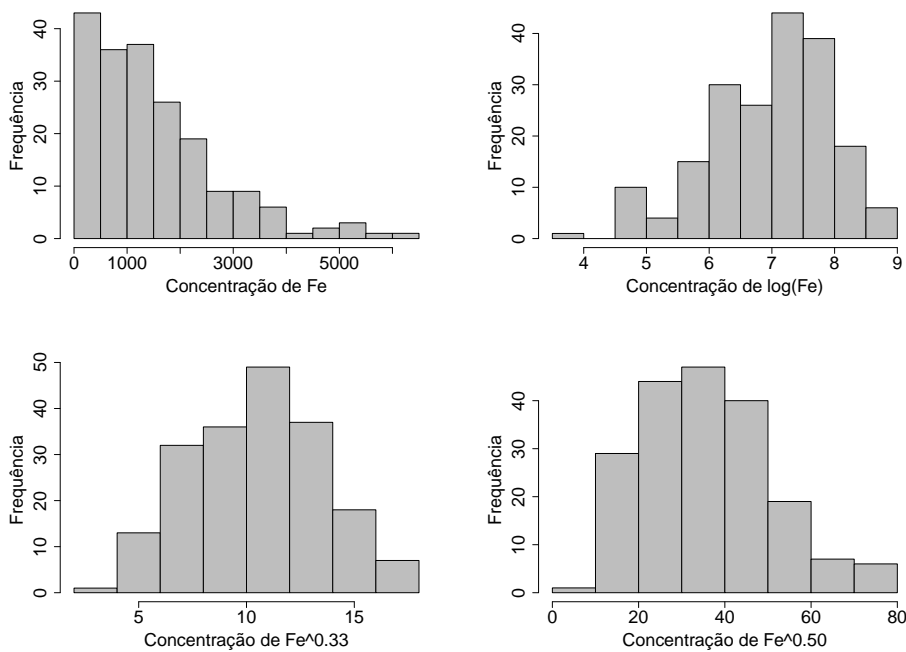 Frequência
0 10 20 30 40
0 1000 3000 5000
Concentração de Fe
Frequência
0 10 20 30 40
4 5 6 7 8 9
Concentração de log(Fe)
Frequência
0 10 20 30 40 50
5 10 15
Concentração de Fe^0.33
Frequência
0 10 20 30 40
0 20 40 60 80
Concentração de Fe^0.50